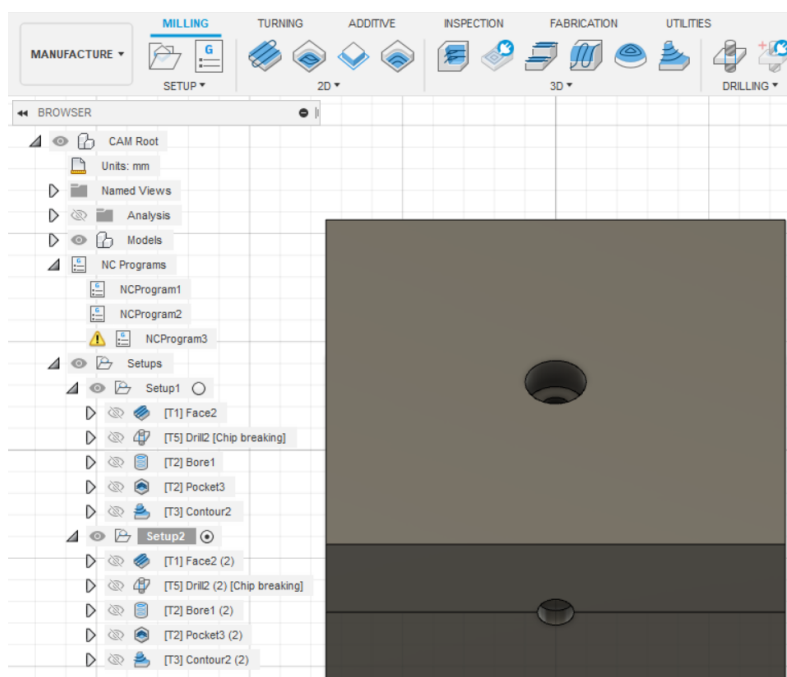 MILLING TURNING ADDITIVE INSPECTION FABRICATION UTILITIES
MANUFACTURE
SETUP 2D 3D DRILLING
BROWSER
CAM Root
Units: mm
Named Views
Analysis
Models
NC Programs
NCProgram1
NCProgram2
NCProgram3
Setups
Setup1
[T1] Face2
[T5] Drill2 [Chip breaking]
[T2] Bore1
[T2] Pocket3
[T3] Contour2
Setup2
[T1] Face2 (2)
[T5] Drill2 (2) [Chip breaking]
[T2] Bore1 (2)
[T2] Pocket3 (2)
[T3] Contour2 (2)